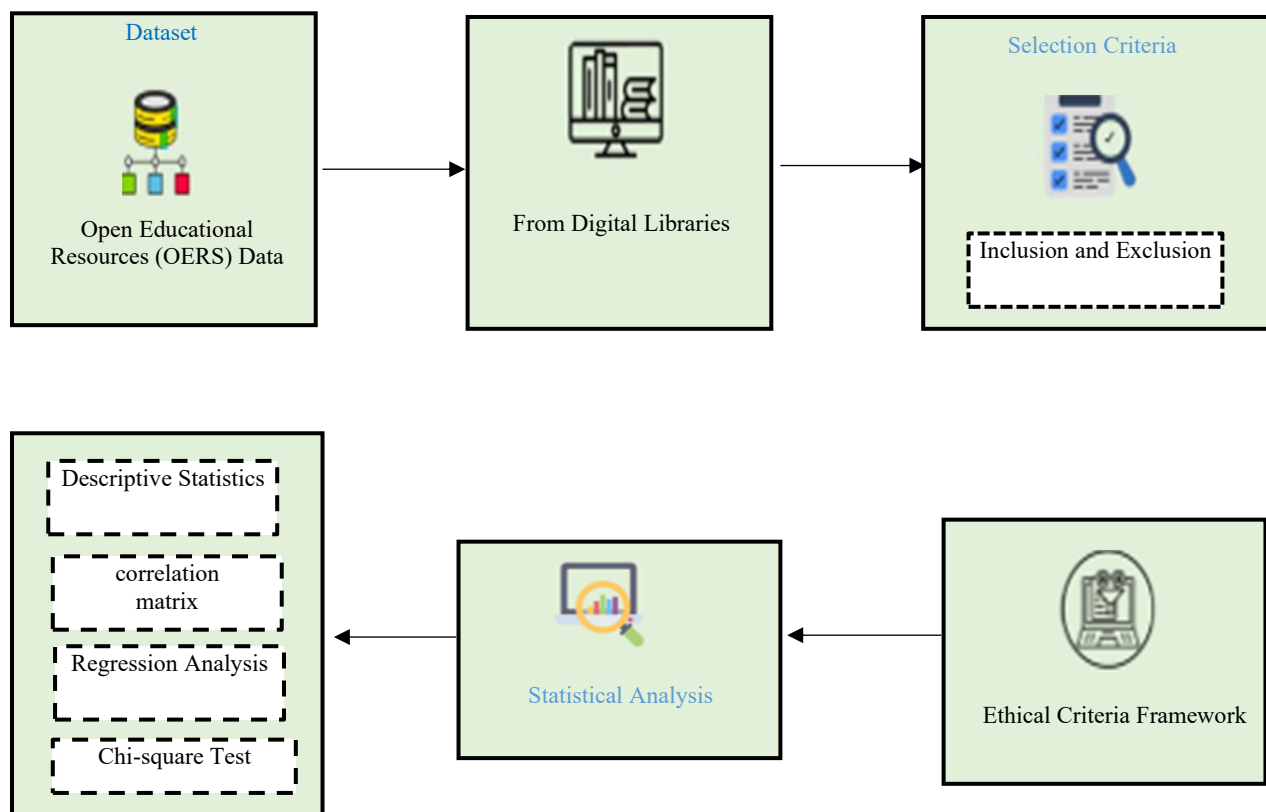 Dataset
Open Educational
Resources (OERS) Data
From Digital Libraries
Selection Criteria
Inclusion and Exclusion
Descriptive Statistics
correlation
matrix
Regression Analysis
Chi-square Test
Statistical Analysis
Ethical Criteria Framework